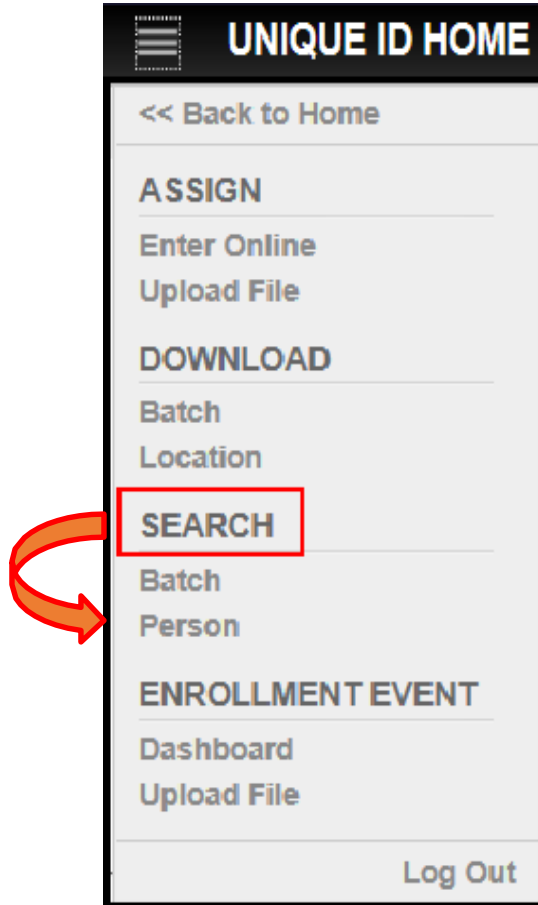 UNIQUE ID HOME
<< Back to Home
ASSIGN
Enter Online
Upload File
DOWNLOAD
Batch
Location
SEARCH
Batch
Person
ENROLLMENT EVENT
Dashboard
Upload File
Log Out